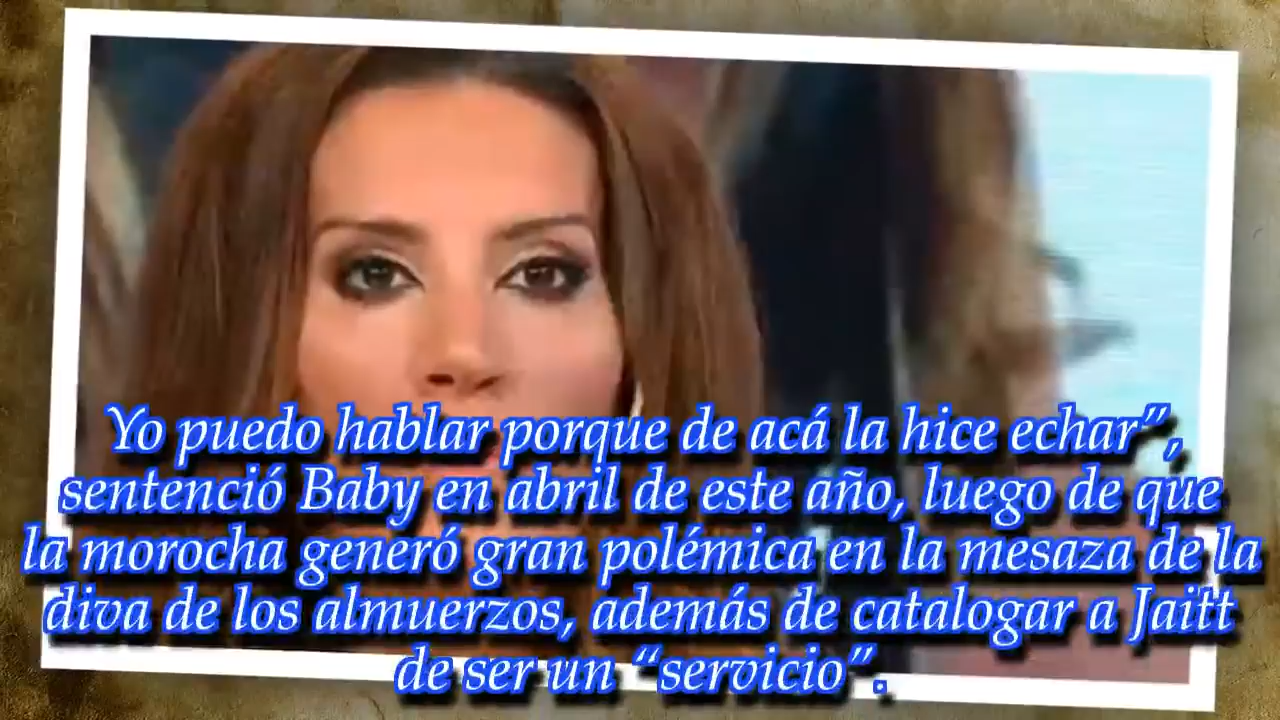 Yo puedo hablar porque de acá la hice echar”,
sentenció Baby en abril de este año, luego de que
la morocha generó gran polémica en la mesaza de la
diva de los almuerzos, además de catalogar a Jaitt
de ser un “servicio”.